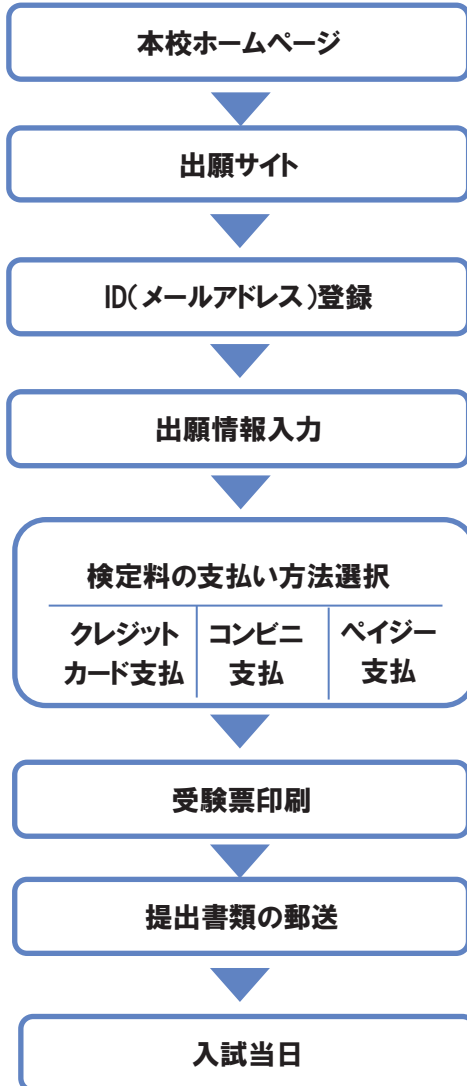 本校ホームページ
出願サイト
ID(メールアドレス)登録
出願情報入力
検定料の支払い方法選択
クレジット
カード支払
コンビニ
支払
ペイジー
支払
受験票印刷
提出書類の郵送
入試当日